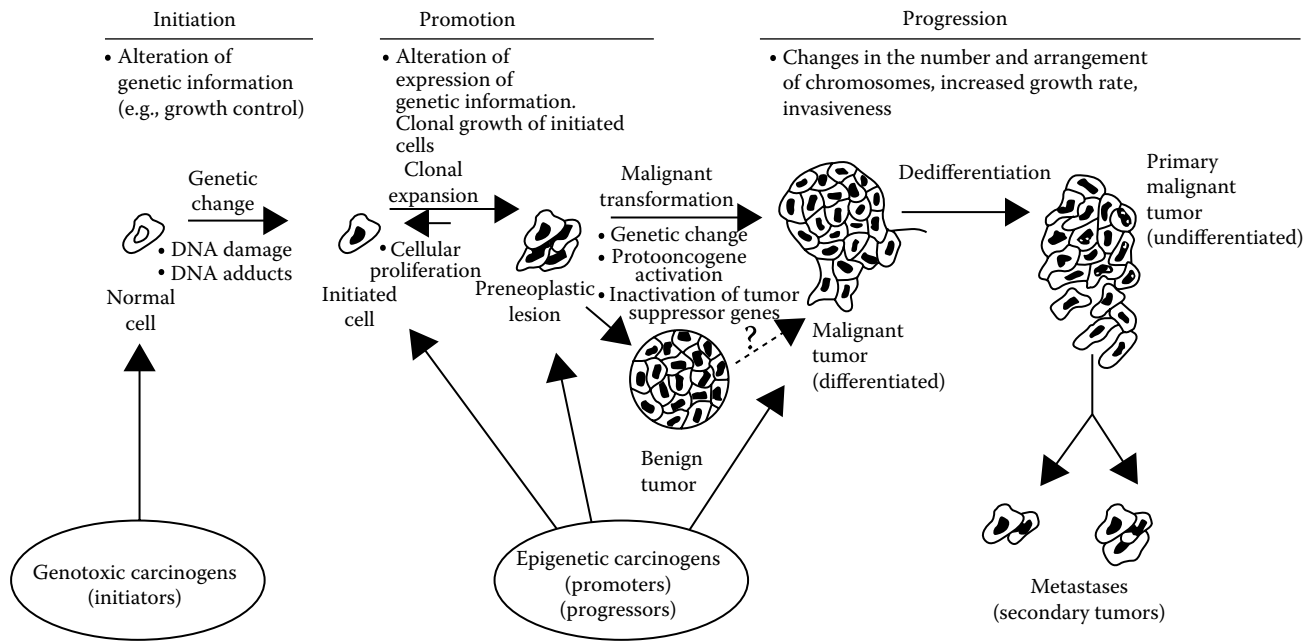 Initiation
• Alteration of
genetic information
(e.g., growth control)
Promotion
• Alteration of
expression of
genetic information.
Clonal growth of initiated
cells
Progression
• Changes in the number and arrangement
of chromosomes, increased growth rate,
invasiveness
Genetic
change
• DNA damage
• DNA adducts
Normal
cell
Clonal
expansion
• Cellular
proliferation
Initiated
cell
Preneoplastic
lesion
Malignant
transformation
• Genetic change
• Protooncogene
activation
• Inactivation of tumor
suppressor genes
?
Benign
tumor
Malignant
tumor
(differentiated)
Dedifferentiation
Primary
malignant
tumor
(undifferentiated)
Metastases
(secondary tumors)
Genotoxic carcinogens
(initiators)
Epigenetic carcinogens
(promoters)
(progressors)